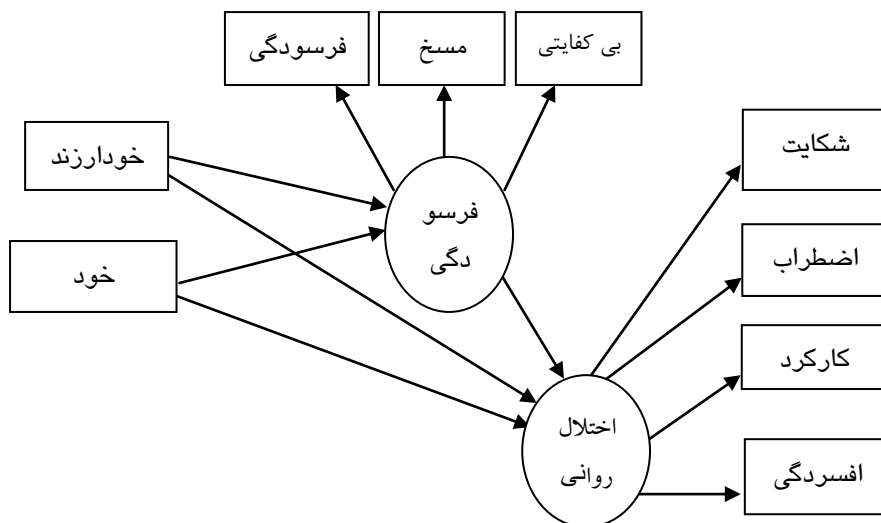 فرسودگی
مسخ
بی کفایتی
خودارزند
شکایت
فرسو
دگی
خود
اضطراب
کارکرد
اختلال
روانی
افسردگی